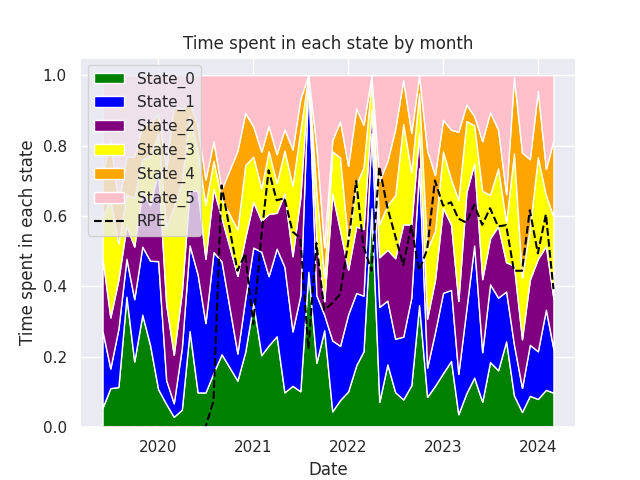 Time spent in each state by month
Time spent in each state
1.0
0.8
0.6
0.4
0.2
0.0
State_0
State_1
State_2
State_3
State_4
State_5
RPE
2020
2021
2022
2023
2024
Date